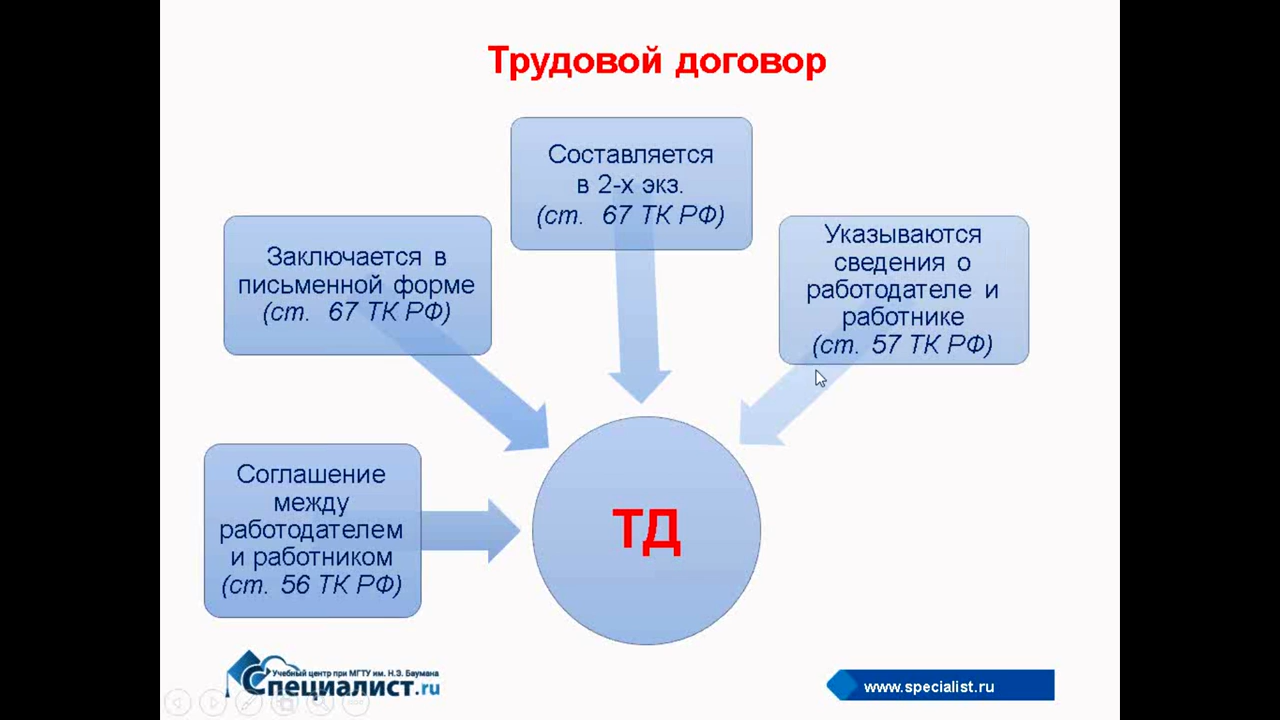 Трудовой договор
Составляется
в 2-х экз.
(ст. 67 ТК РФ)
Заключается в
письменной форме
(ст. 67 ТК РФ)
Указываются
сведения о
работодателе и
работнике
(ст. 57 ТК РФ)
Соглашение
между
работодателем
и работником
(ст. 56 ТК РФ)
ТД
Учебный центр при МГТУ им. Н.Э. Баумана
Специалист.ru
www.specialist.ru